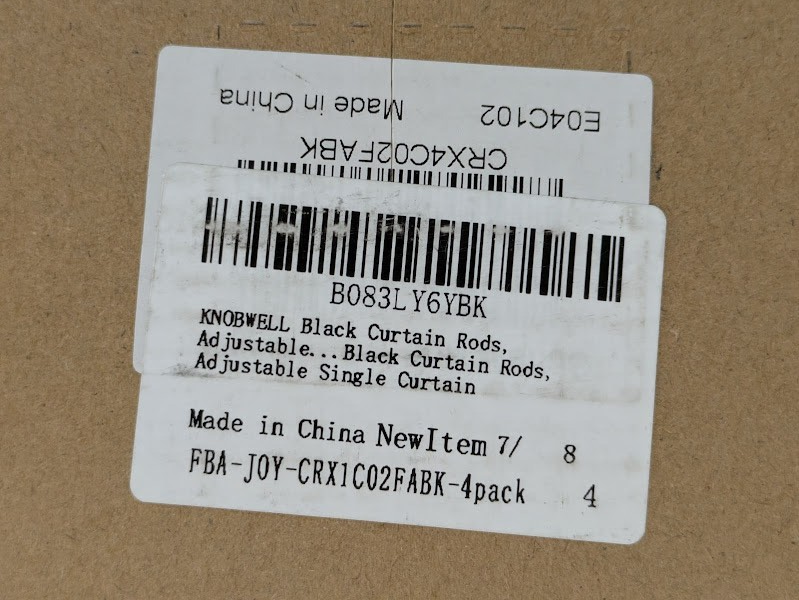 E04C102 Made in China
CRX4C02FABK
B083LY6YBK
KNOBWELL Black Curtain Rods,
Adjustable...Black Curtain Rods,
Adjustable Single Curtain
Made in China NewItem 7/ 8
FBA-JOY-CRX1C02FABK-4pack 4